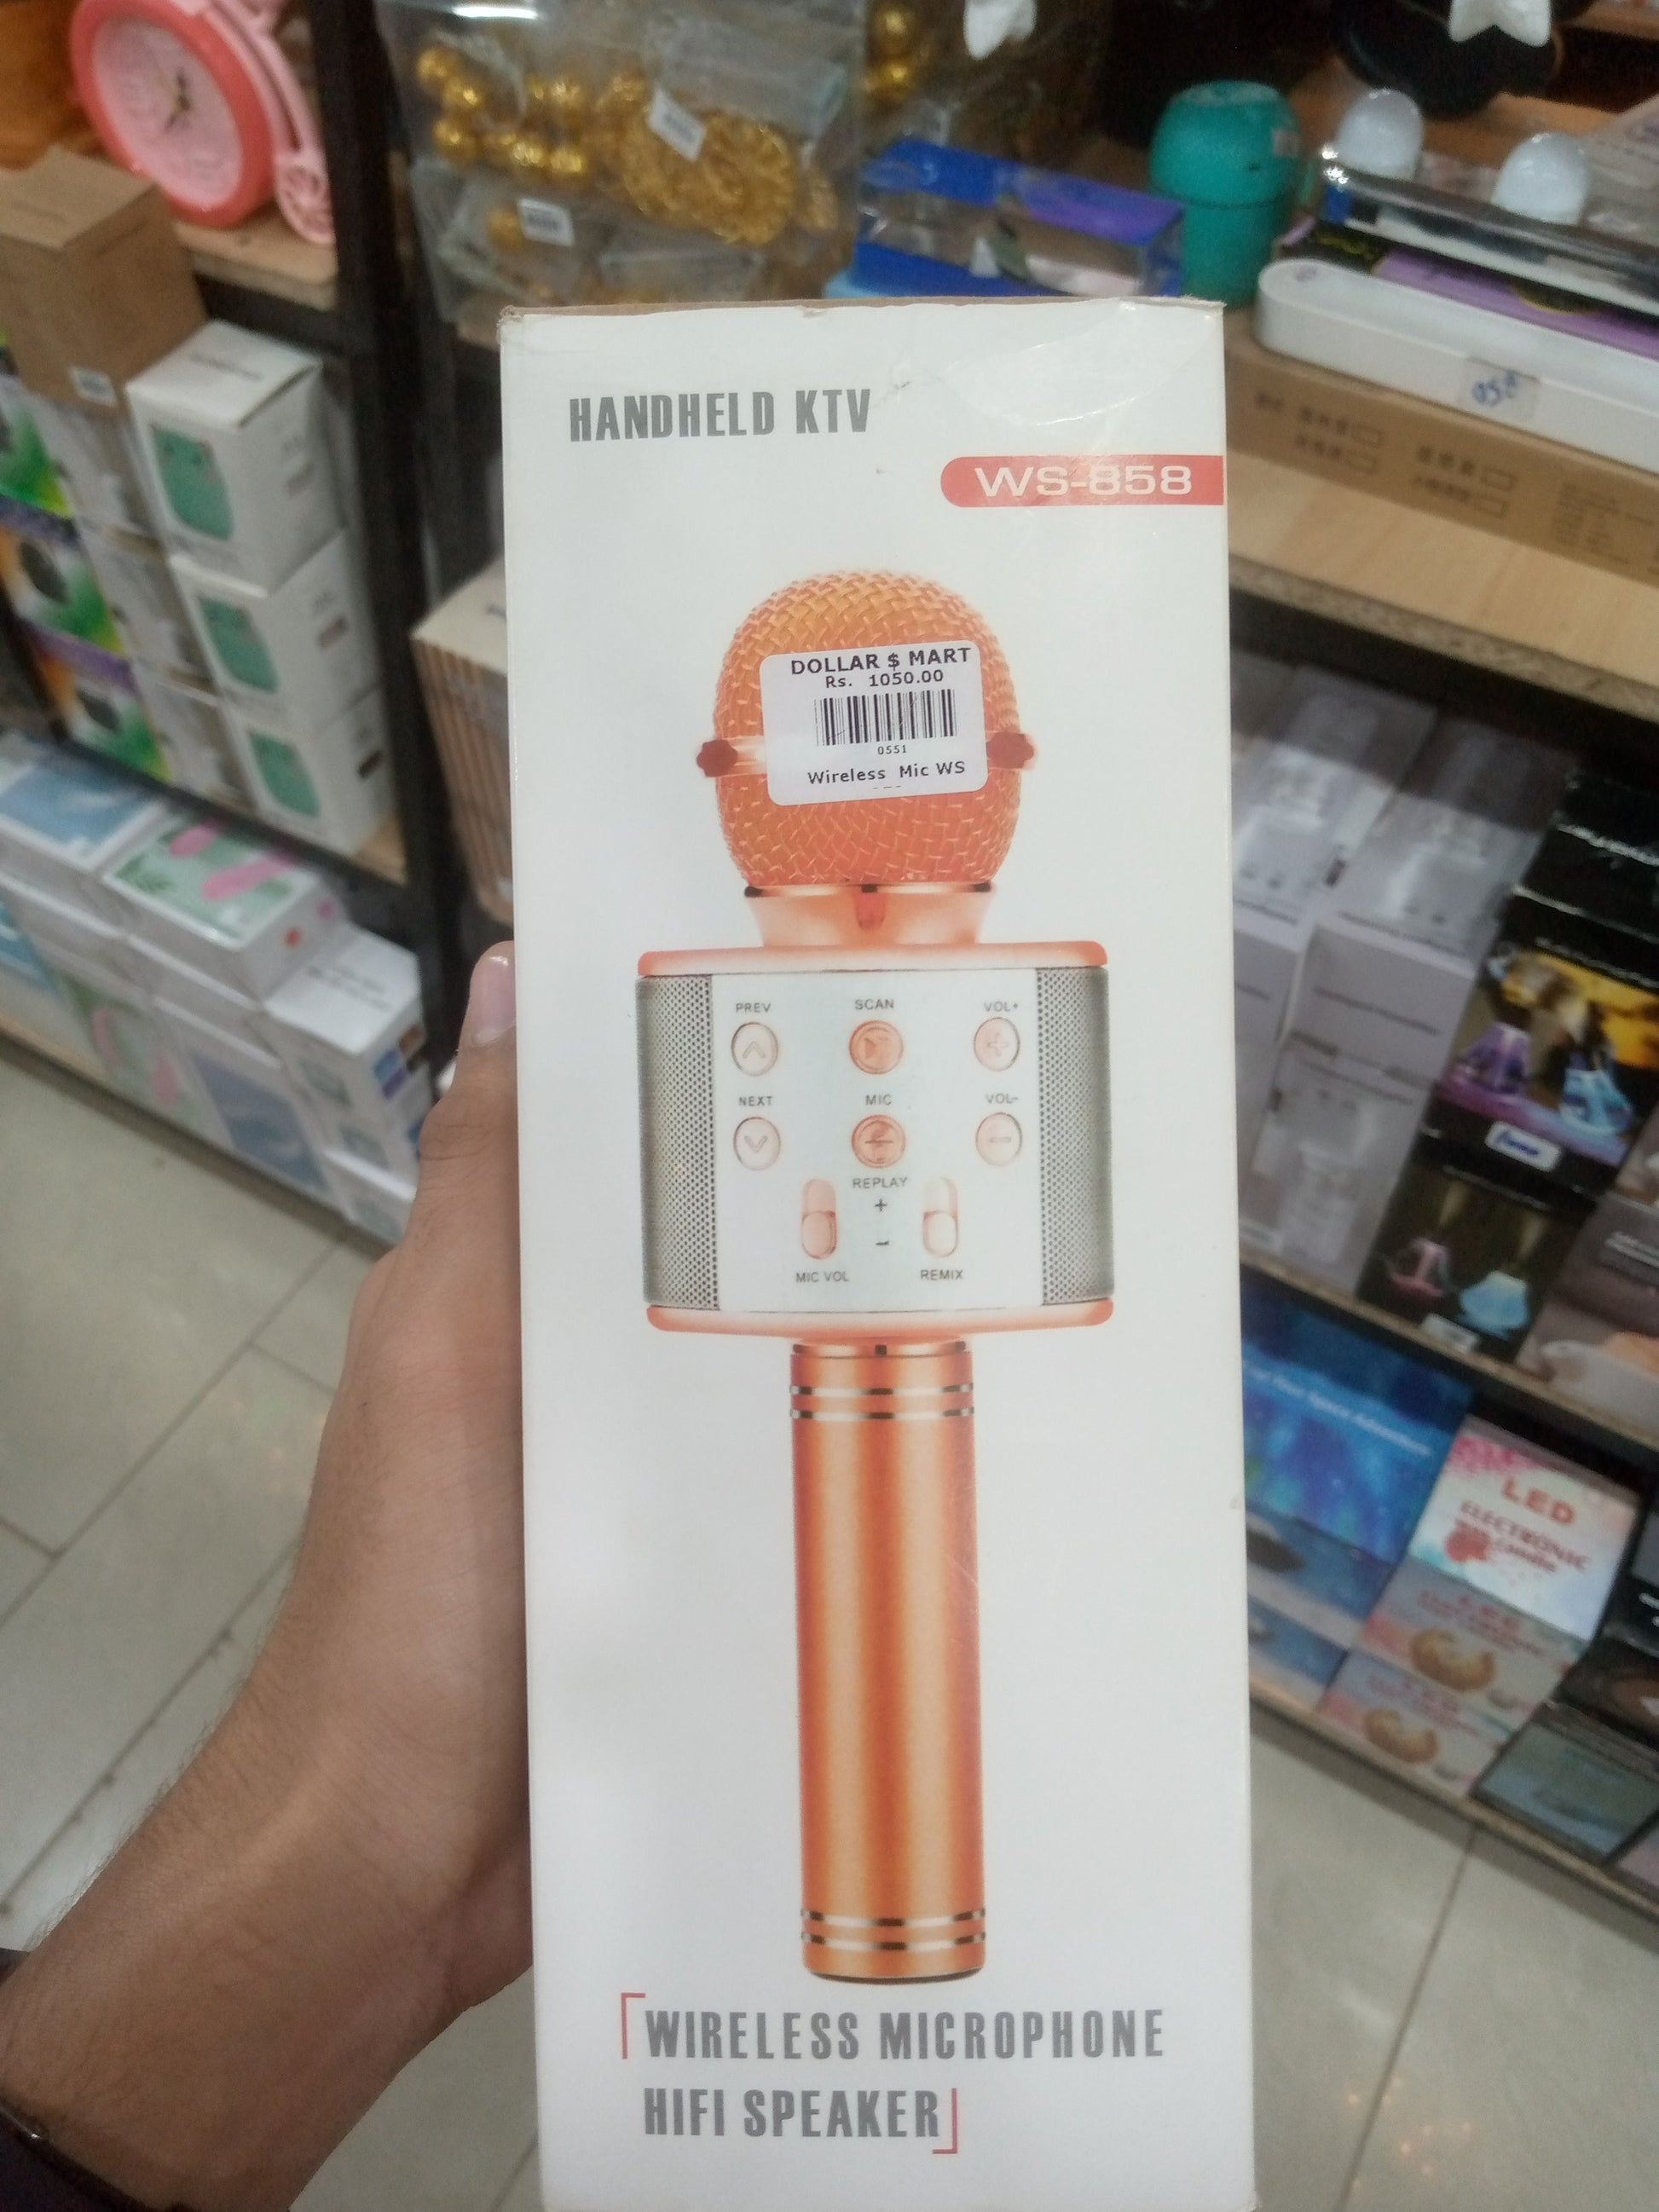 HANDHELD KTV
WS-858
DOLLAR $ MART
Rs. 1050.00
0551
Wireless Mic WS
PREV
SCAN
VOL+
NEXT
MIC
VOL-
REPLAY
+
-
MIC VOL
REMIX
WIRELESS MICROPHONE
HIFI SPEAKER
LED
ELECTRONIC